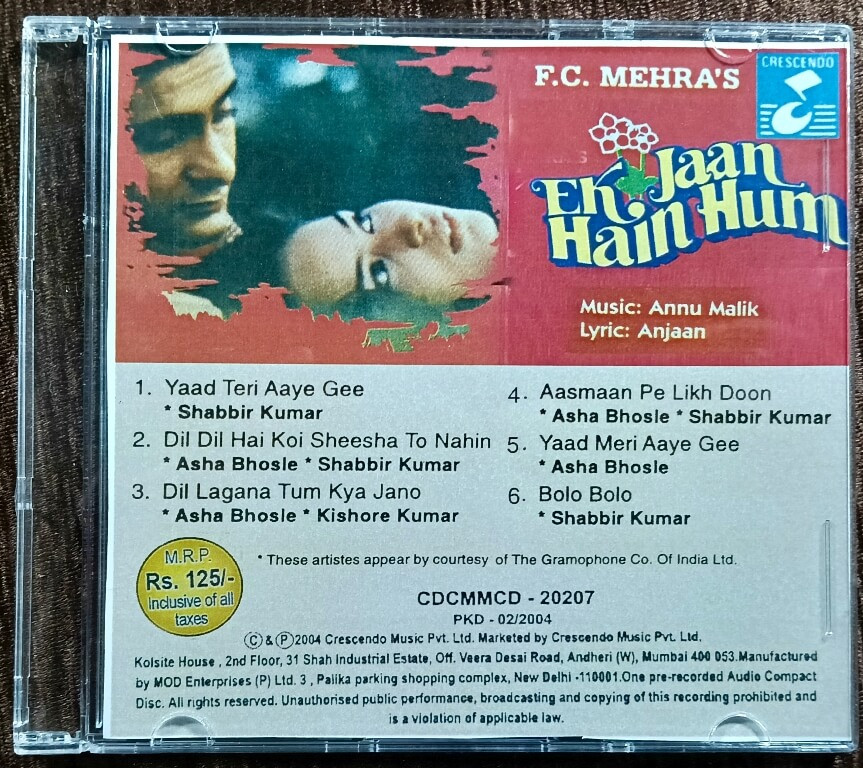 CRESCENDO
F.C. MEHRA'S
Ek Jaan
Hain Hum
Music: Annu Malik
Lyric: Anjaan
1. Yaad Teri Aaye Gee
* Shabbir Kumar
2. Dil Dil Hai Koi Sheesha To Nahin
* Asha Bhosle * Shabbir Kumar
3. Dil Lagana Tum Kya Jano
* Asha Bhosle * Kishore Kumar
4. Aasmaan Pe Likh Doon
* Asha Bhosle * Shabbir Kumar
5. Yaad Meri Aaye Gee
* Asha Bhosle
6. Bolo Bolo
* Shabbir Kumar
M.R.P.
Rs. 125/-
Inclusive of all
taxes
* These artistes appear by courtesy of The Gramophone Co. Of India Ltd.
CDCMMCD - 20207
PKD - 02/2004
© & ℗ 2004 Crescendo Music Pvt. Ltd. Marketed by Crescendo Music Pvt. Ltd.
Kolsite House , 2nd Floor, 31 Shah Industrial Estate, Off. Veera Desai Road, Andheri (W), Mumbai 400 053.Manufactured
by MOD Enterprises (P) Ltd. 3 , Palika parking shopping complex, New Delhi -110001.One pre-recorded Audio Compact
Disc. All rights reserved. Unauthorised public performance, broadcasting and copying of this recording prohibited and
is a violation of applicable law.